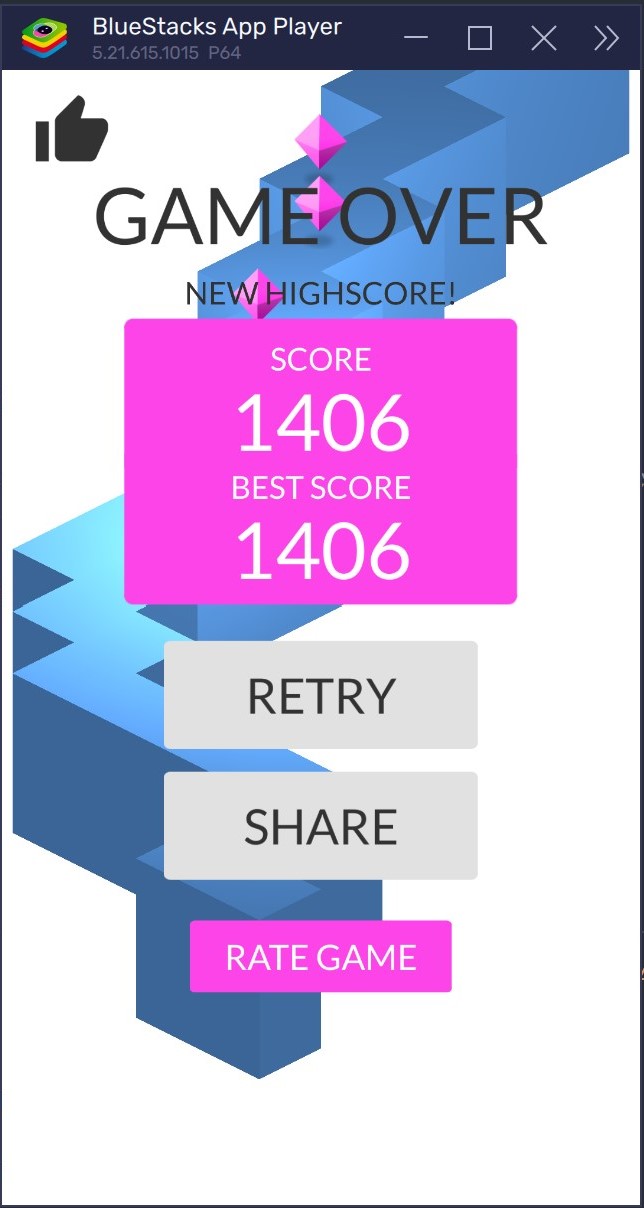 BlueStacks App Player
5.21.615.1015 P64
GAME OVER
NEW HIGHSCORE!
SCORE
1406
BEST SCORE
1406
RETRY
SHARE
RATE GAME